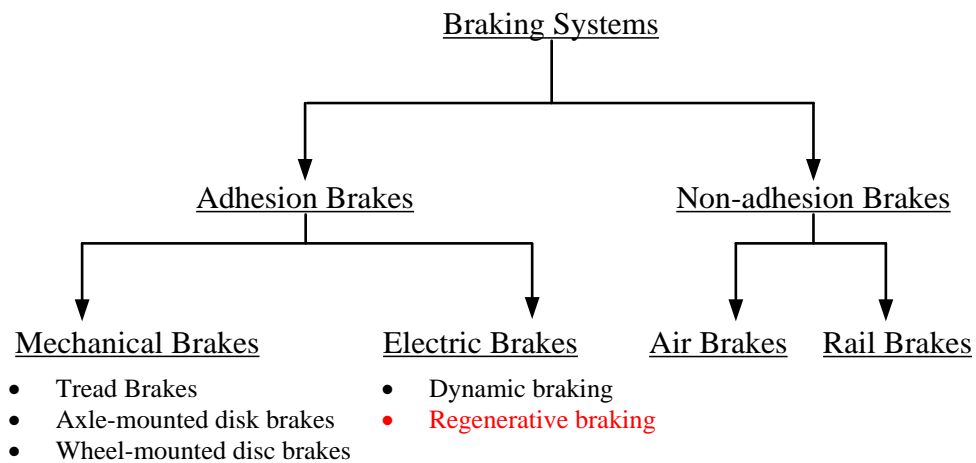 Braking Systems
Adhesion Brakes Non-adhesion Brakes
Mechanical Brakes Electric Brakes Air Brakes Rail Brakes
• Tread Brakes
• Axle-mounted disk brakes
• Wheel-mounted disc brakes
• Dynamic braking
• Regenerative braking